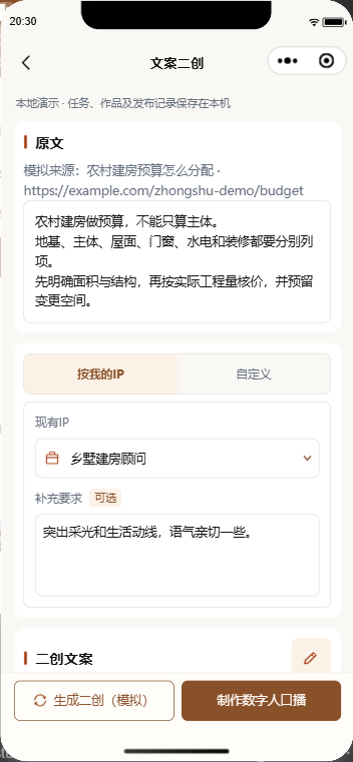 20:30
文案二创
本地演示 · 任务、作品及发布记录保存在本机
原文
模拟来源：农村建房预算怎么分配 ·
https://example.com/zhongshu-demo/budget
农村建房做预算，不能只算主体。
地基、主体、屋面、门窗、水电和装修都要分别列
项。
先明确面积与结构，再按实际工程量核价，并预留
变更空间。
按我的IP
自定义
现有IP
乡墅建房顾问
补充要求 可选
突出采光和生活动线，语气亲切一些。
二创文案
生成二创（模拟）
制作数字人口播